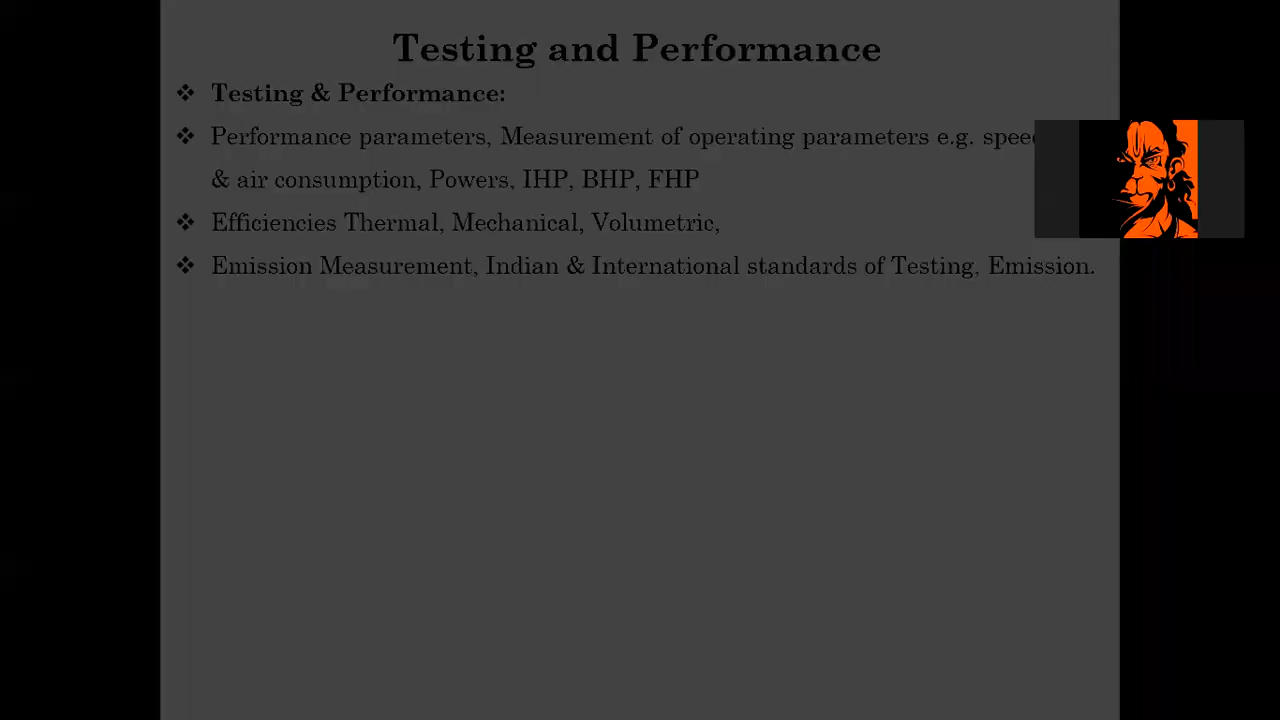 Testing and Performance
❖ Testing & Performance:
❖ Performance parameters, Measurement of operating parameters e.g.
& air consumption, Powers, IHP, BHP, FHP
❖ Efficiencies Thermal, Mechanical, Volumetric,
❖ Emission Measurement, Indian & International standards of Testing, Emission.